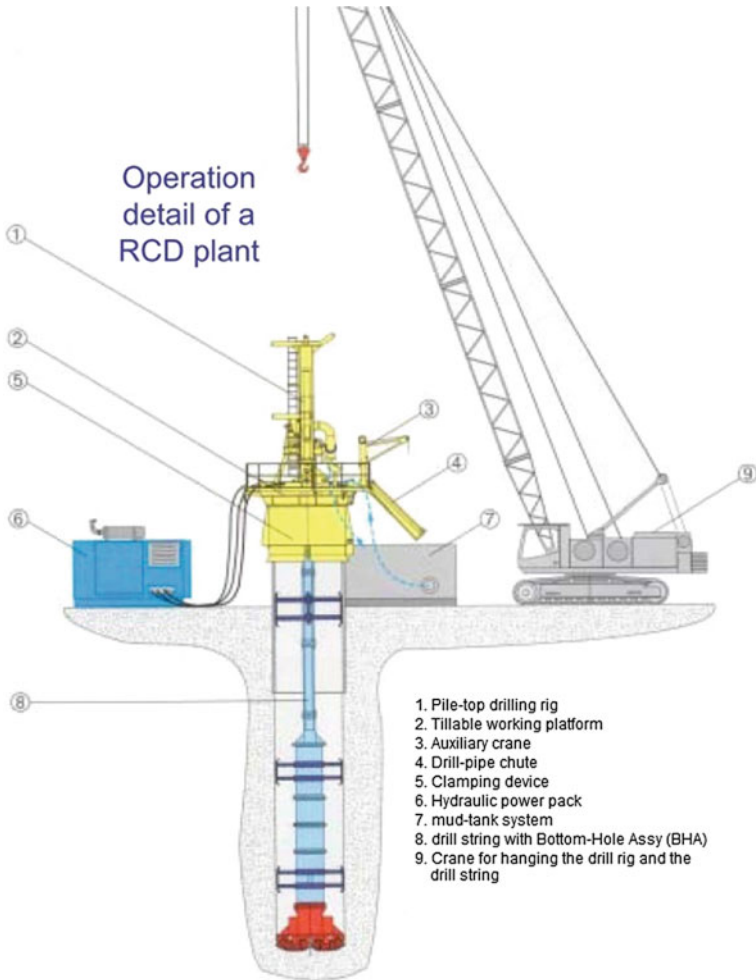 Operation
detail of a
RCD plant
1
2
5
3
4
9
6
7
8
1. Pile-top drilling rig
2. Tillable working platform
3. Auxiliary crane
4. Drill-pipe chute
5. Clamping device
6. Hydraulic power pack
7. mud-tank system
8. drill string with Bottom-Hole Assy (BHA)
9. Crane for hanging the drill rig and the
drill string